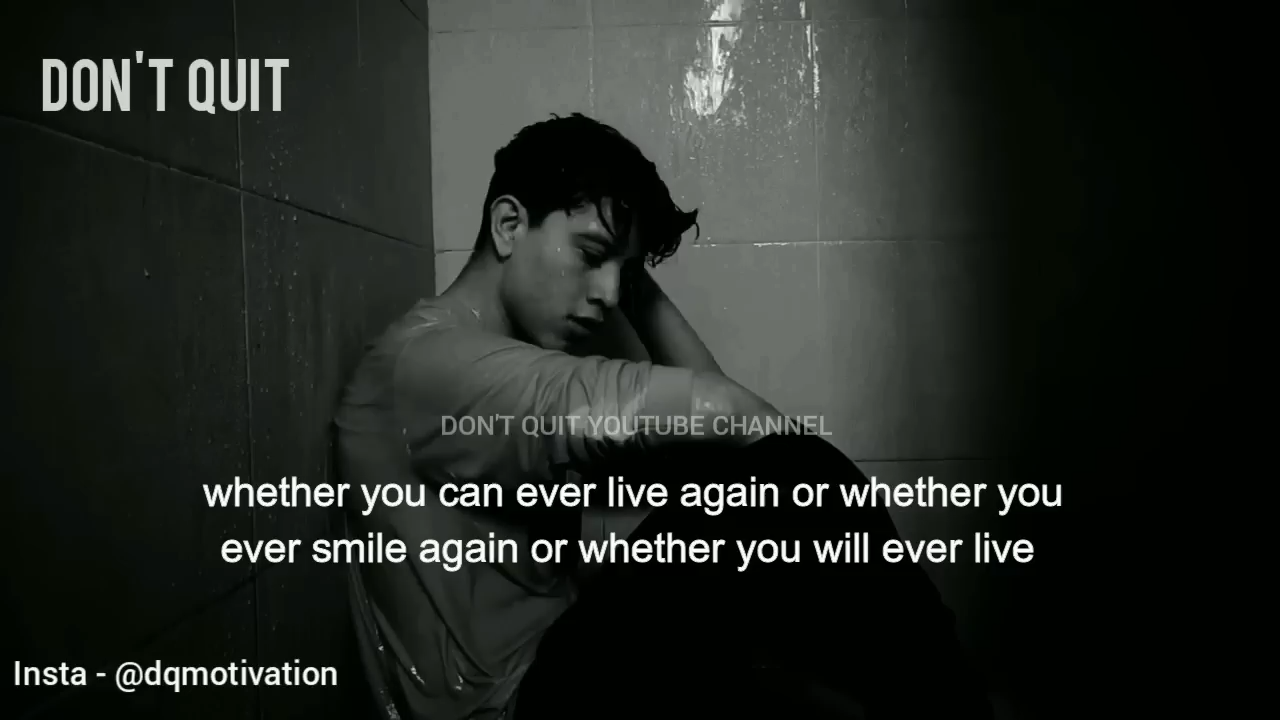 DON'T QUIT
DON'T QUIT YOUTUBE CHANNEL
whether you can ever live again or whether you
ever smile again or whether you will ever live
Insta - @dqmotivation